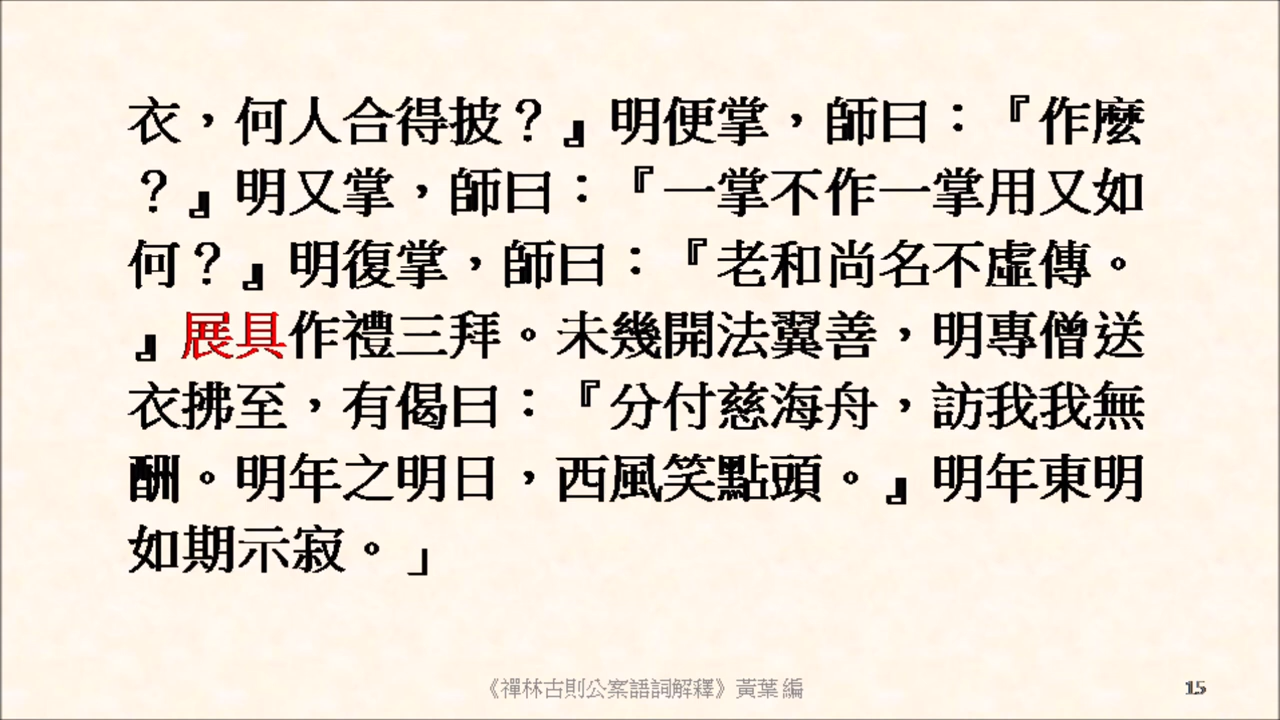 衣，何人合得披？』明便掌，師曰：『作麼
？』明又掌，師曰：『一掌不作一掌用又如
何？』明復掌，師曰：『老和尚名不虛傳。
』展具作禮三拜。未幾開法翼善，明專僧送
衣拂至，有偈曰：『分付慈海舟，訪我我無
酬。明年之明日，西風笑點頭。』明年東明
如期示寂。」
《禪林古則公案語詞解釋》黃葉 編
15